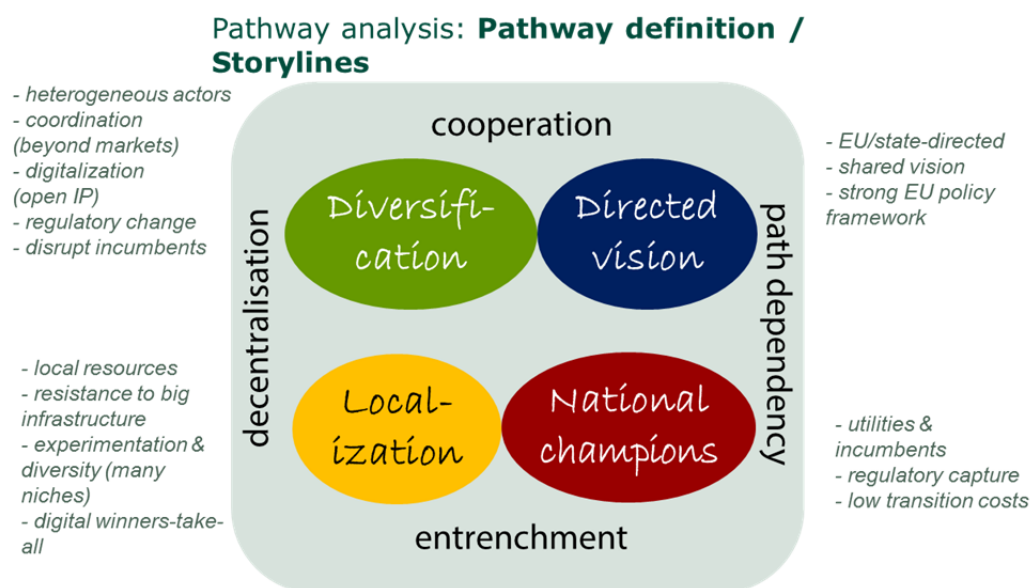 Pathway analysis: Pathway definition /
Storylines
- heterogeneous actors
- coordination
(beyond markets)
- digitalization
(open IP)
- regulatory change
- disrupt incumbents
cooperation
- EU/state-directed
- shared vision
- strong EU policy
framework
Diversifi-
cation
Directed
vision
decentralisation
path dependency
- local resources
- resistance to big
infrastructure
- experimentation &
diversity (many
niches)
- digital winners-take-
all
Local-
ization
National
champions
- utilities &
incumbents
- regulatory capture
- low transition costs
entrenchment